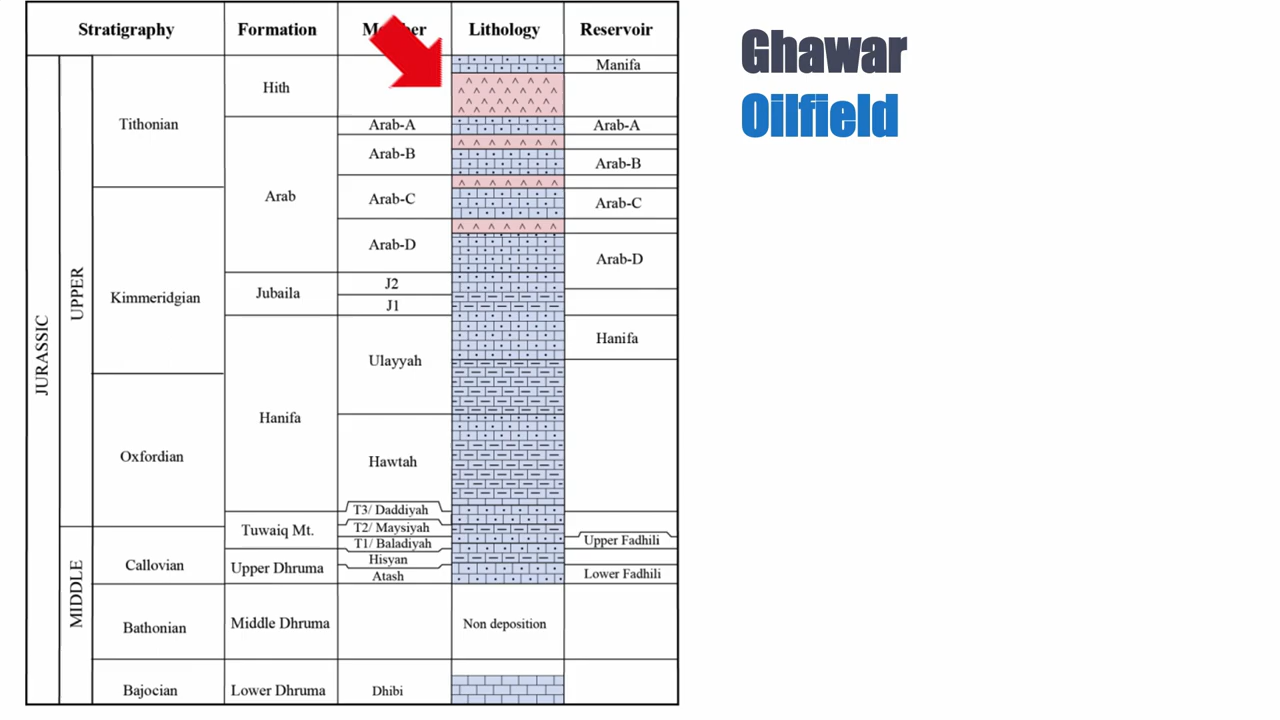 Stratigraphy Formation Member Lithology Reservoir
Ghawar
Oilfield
JURASSIC
UPPER
MIDDLE
Tithonian
Kimmeridgian
Oxfordian
Callovian
Bathonian
Bajocian
Hith
Arab
Jubaila
Hanifa
Tuwaiq Mt.
Upper Dhruma
Middle Dhruma
Lower Dhruma
Arab-A
Arab-B
Arab-C
Arab-D
J2
J1
Ulayyah
Hawtah
T3/ Daddiyah
T2/ Maysiyah
T1/ Baladiyah
Hisyan
Atash
Dhibi
Non deposition
Manifa
Arab-A
Arab-B
Arab-C
Arab-D
Hanifa
Upper Fadhili
Lower Fadhili